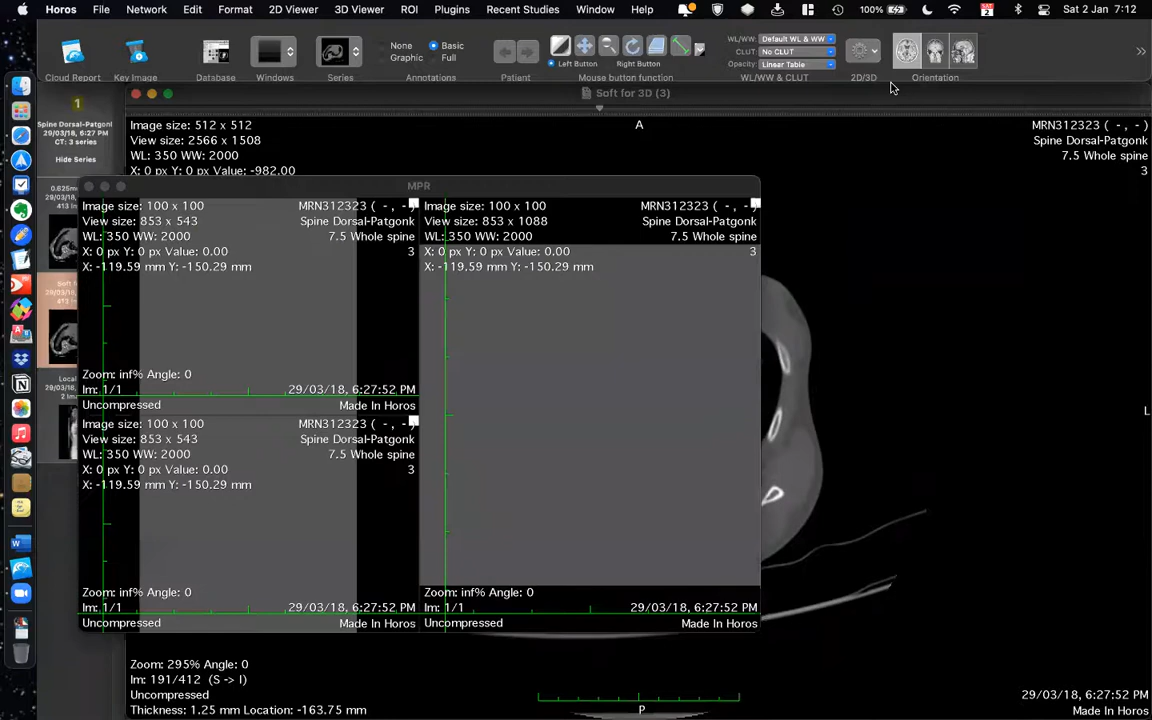 Horos File Network Edit Format 2D Viewer 3D Viewer ROI Plugins Recent Studies Window Help 100% Sat 2 Jan 7:12
None Basic
Graphic Full
WL/WW: Default WL & WW
CLUT: No CLUT
Opacity: Linear Table
Left Button Right Button
Cloud Report Key Image Database Windows Series Annotations Patient Mouse button function WL/WW & CLUT 2D/3D Orientation
1
Spine Dorsal-Patgonk
29/03/18, 6:27 PM
CT: 3 series
Hide Series
Soft for 3D (3)
Image size: 512 x 512
View size: 2566 x 1508
WL: 350 WW: 2000
X: 0 px Y: 0 px Value: -982.00
A
MRN312323 ( -, -)
Spine Dorsal-Patgonk
7.5 Whole spine
3
L
MPR
Image size: 100 x 100
View size: 853 x 543
WL: 350 WW: 2000
X: 0 px Y: 0 px Value: 0.00
X: -119.59 mm Y: -150.29 mm
MRN312323 ( -, -)
Spine Dorsal-Patgonk
7.5 Whole spine
3
Zoom: inf% Angle: 0
Im: 1/1 29/03/18, 6:27:52 PM
Uncompressed Made In Horos
Image size: 100 x 100
View size: 853 x 1088
WL: 350 WW: 2000
X: 0 px Y: 0 px Value: 0.00
X: -119.59 mm Y: -150.29 mm
MRN312323 ( -, -)
Spine Dorsal-Patgonk
7.5 Whole spine
3
Image size: 100 x 100
View size: 853 x 543
WL: 350 WW: 2000
X: 0 px Y: 0 px Value: 0.00
X: -119.59 mm Y: -150.29 mm
MRN312323 ( -, -)
Spine Dorsal-Patgonk
7.5 Whole spine
3
Zoom: inf% Angle: 0
Im: 1/1 29/03/18, 6:27:52 PM
Uncompressed Made In Horos
Zoom: inf% Angle: 0
Im: 1/1 29/03/18, 6:27:52 PM
Uncompressed Made In Horos
Zoom: 295% Angle: 0
Im: 191/412 (S -> I)
Uncompressed
Thickness: 1.25 mm Location: -163.75 mm
P
29/03/18, 6:27:52 PM
Made In Horos